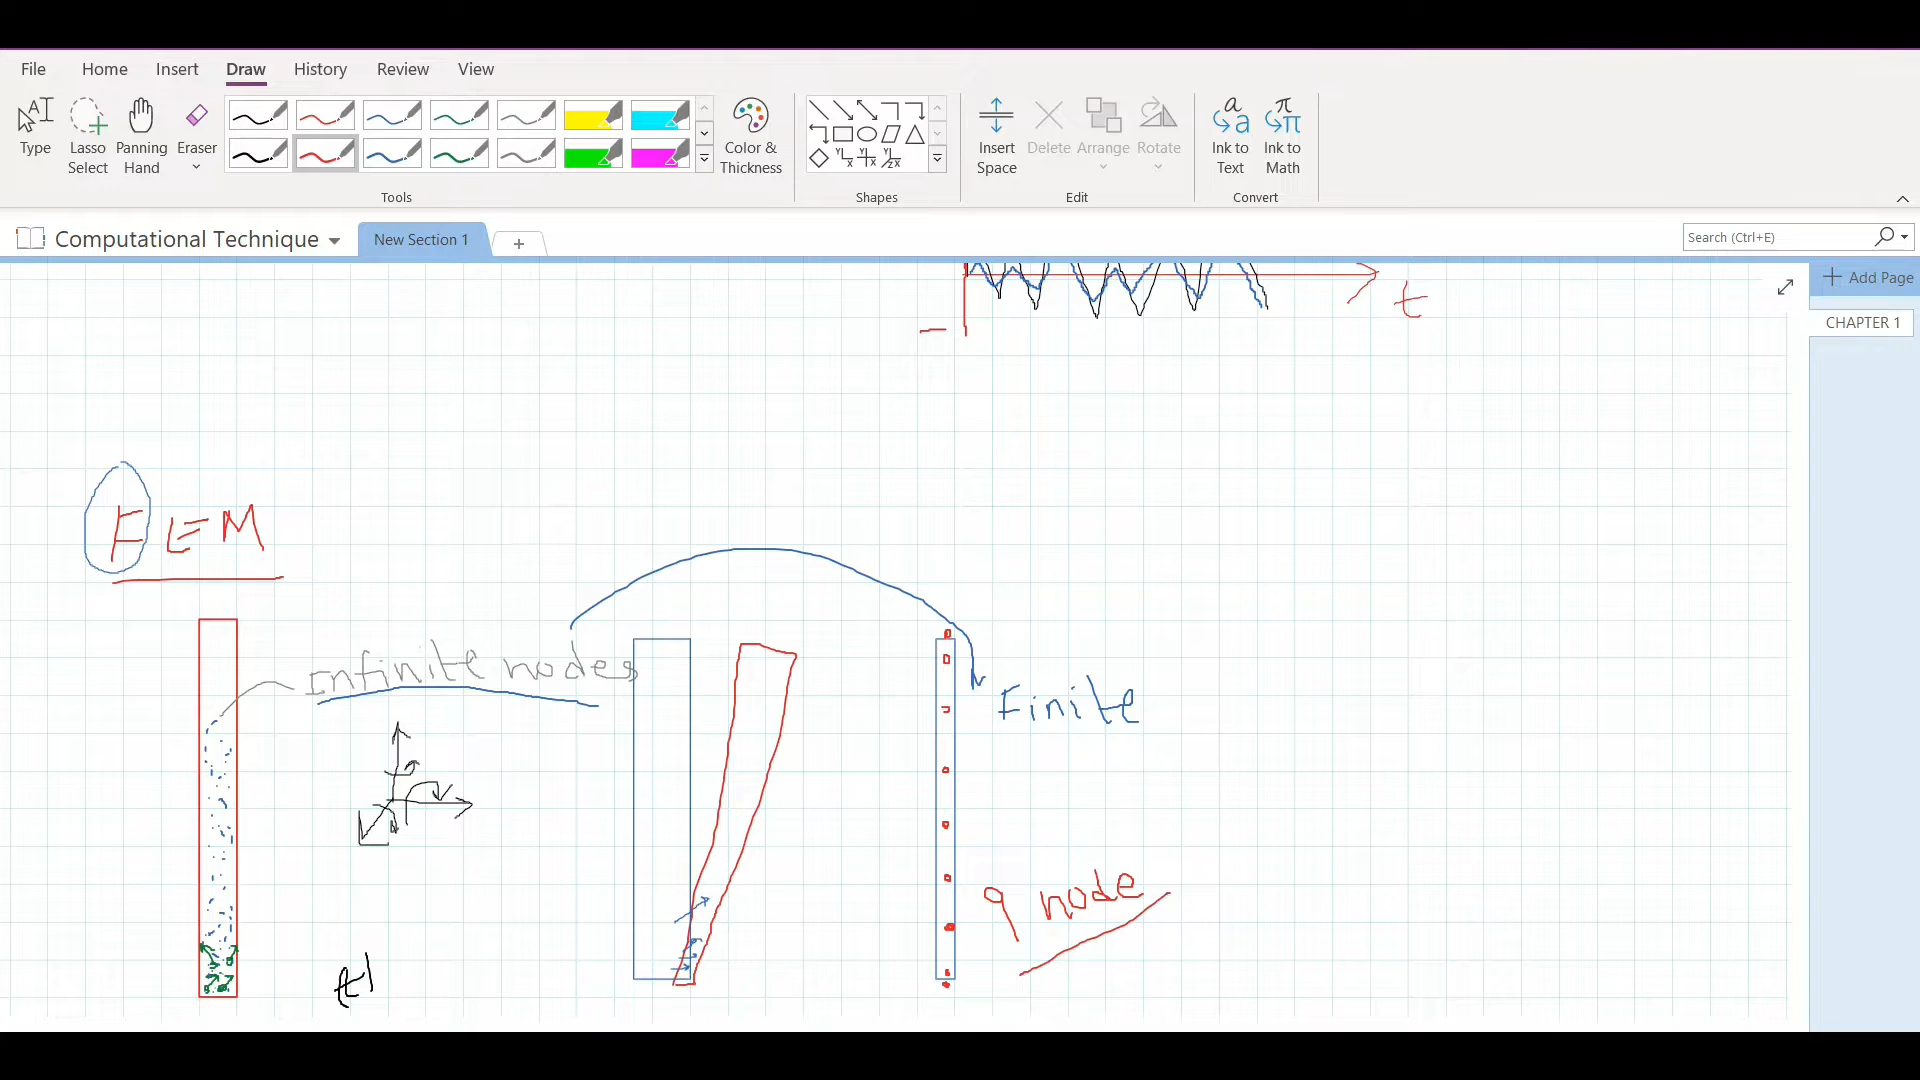 File Home Insert Draw History Review View
Type
Lasso Select
Panning Hand
Eraser
Color & Thickness
Insert Space
Delete
Arrange
Rotate
Ink to Text
Ink to Math
Tools
Shapes
Edit
Convert
Computational Technique
New Section 1
Search (Ctrl+E)
Add Page
CHAPTER 1
t
FEM
Infinite nodes
Finite
9 node